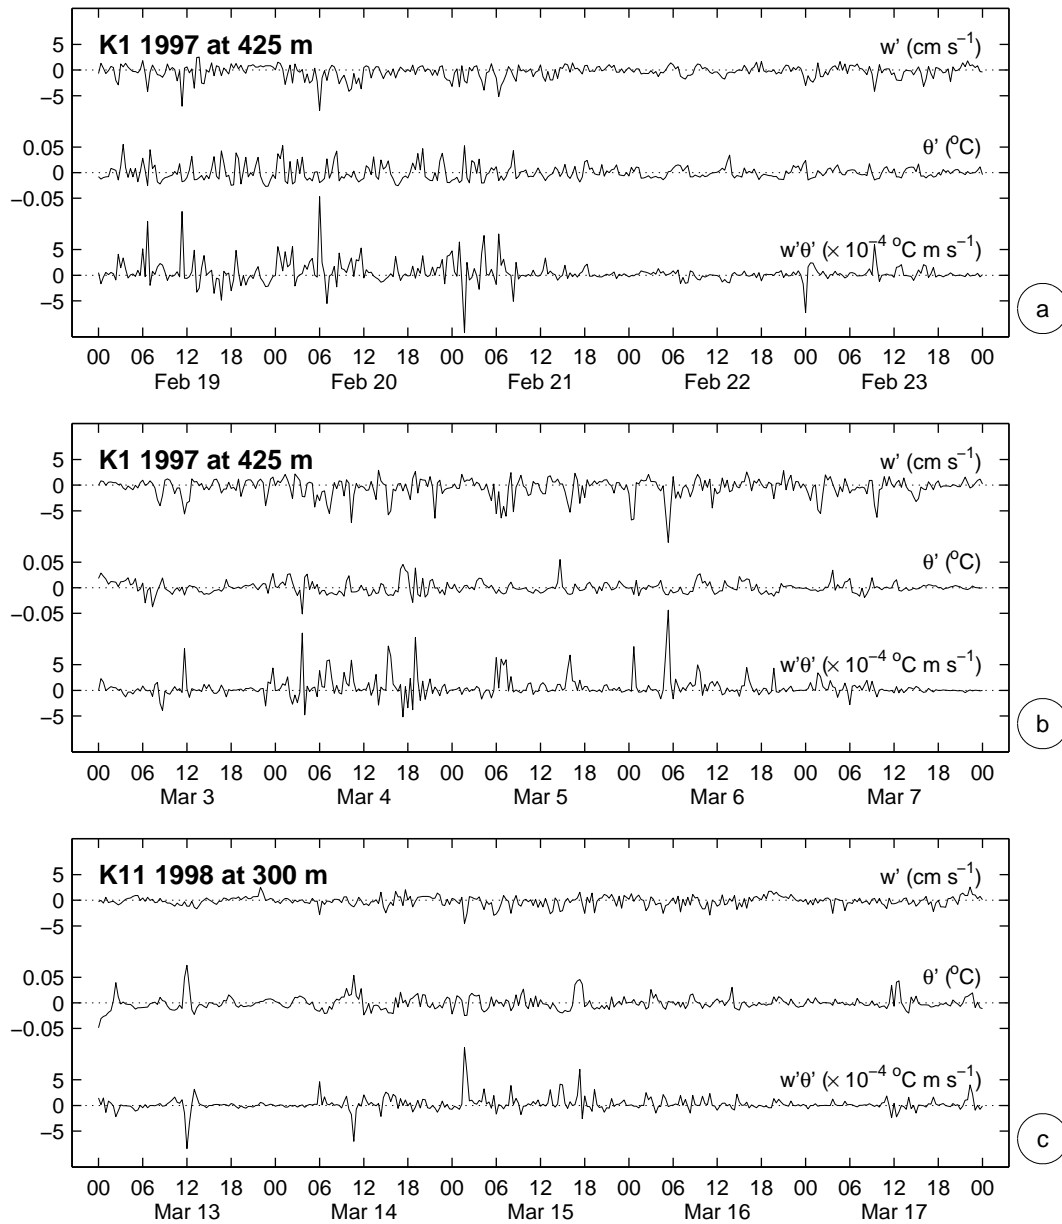 K1 1997 at 425 m
w' (cm s⁻¹)
5
0
−5
θ' (°C)
0.05
0
−0.05
w'θ' (× 10⁻⁴ °C m s⁻¹)
5
0
−5
a
00 06 12 18 00 06 12 18 00 06 12 18 00 06 12 18 00 06 12 18 00
Feb 19 Feb 20 Feb 21 Feb 22 Feb 23
K1 1997 at 425 m
w' (cm s⁻¹)
5
0
−5
θ' (°C)
0.05
0
−0.05
w'θ' (× 10⁻⁴ °C m s⁻¹)
5
0
−5
b
00 06 12 18 00 06 12 18 00 06 12 18 00 06 12 18 00 06 12 18 00
Mar 3 Mar 4 Mar 5 Mar 6 Mar 7
K11 1998 at 300 m
w' (cm s⁻¹)
5
0
−5
θ' (°C)
0.05
0
−0.05
w'θ' (× 10⁻⁴ °C m s⁻¹)
5
0
−5
c
00 06 12 18 00 06 12 18 00 06 12 18 00 06 12 18 00 06 12 18 00
Mar 13 Mar 14 Mar 15 Mar 16 Mar 17